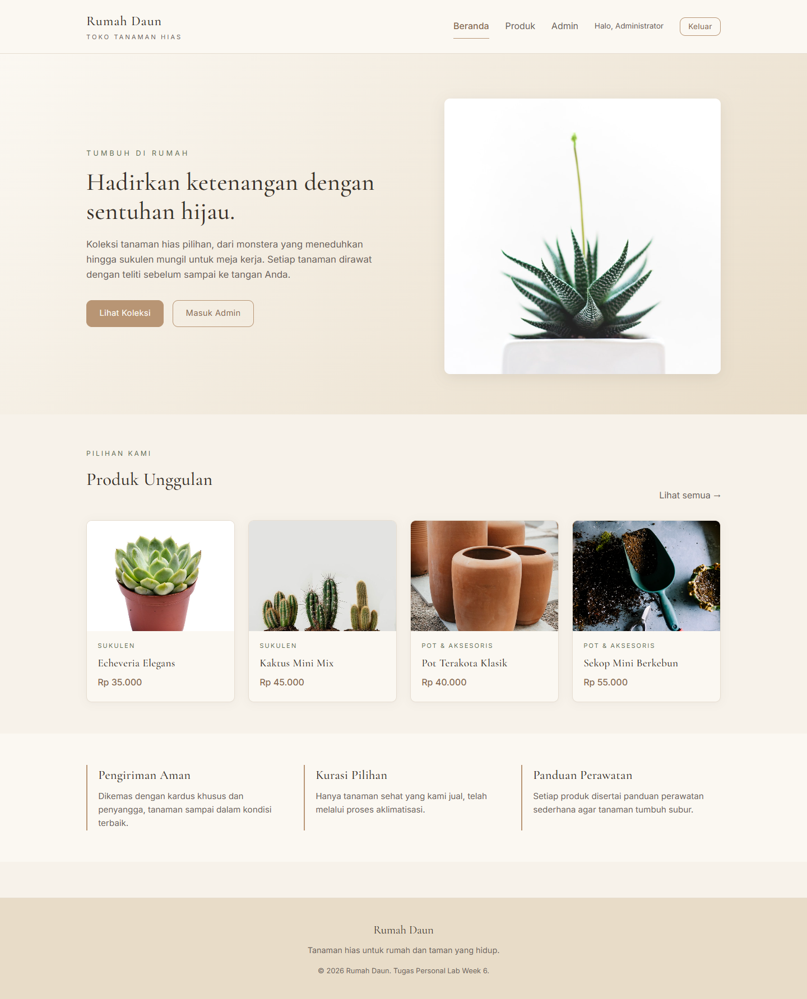 Rumah Daun
TOKO TANAMAN HIAS
Beranda Produk Admin Halo, Administrator Keluar
TUMBUH DI RUMAH
Hadirkan ketenangan dengan
sentuhan hijau.
Koleksi tanaman hias pilihan, dari monstera yang meneduhkan
hingga sukulen mungil untuk meja kerja. Setiap tanaman dirawat
dengan teliti sebelum sampai ke tangan Anda.
Lihat Koleksi Masuk Admin
PILIHAN KAMI
Produk Unggulan
Lihat semua →
SUKULEN
Echeveria Elegans
Rp 35.000
SUKULEN
Kaktus Mini Mix
Rp 45.000
POT & AKSESORIS
Pot Terakota Klasik
Rp 40.000
POT & AKSESORIS
Sekop Mini Berkebun
Rp 55.000
Pengiriman Aman
Dikemas dengan kardus khusus dan
penyangga, tanaman sampai dalam kondisi
terbaik.
Kurasi Pilihan
Hanya tanaman sehat yang kami jual, telah
melalui proses aklimatisasi.
Panduan Perawatan
Setiap produk disertai panduan perawatan
sederhana agar tanaman tumbuh subur.
Rumah Daun
Tanaman hias untuk rumah dan taman yang hidup.
© 2026 Rumah Daun. Tugas Personal Lab Week 6.